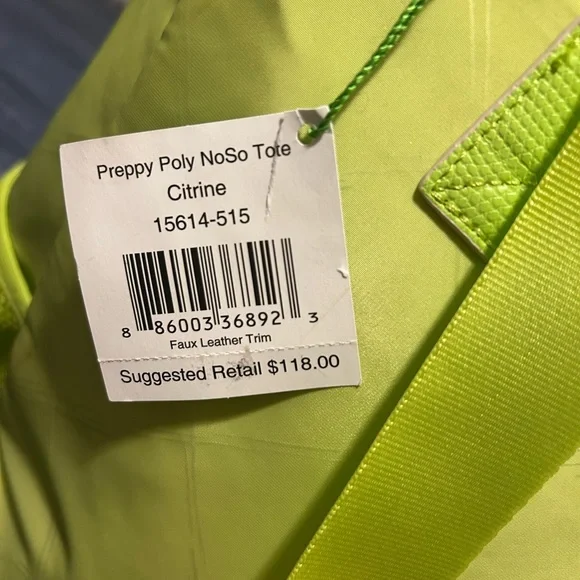 Preppy Poly NoSo Tote
Citrine
15614-515
8 86003 36892 3
Faux Leather Trim
Suggested Retail $118.00